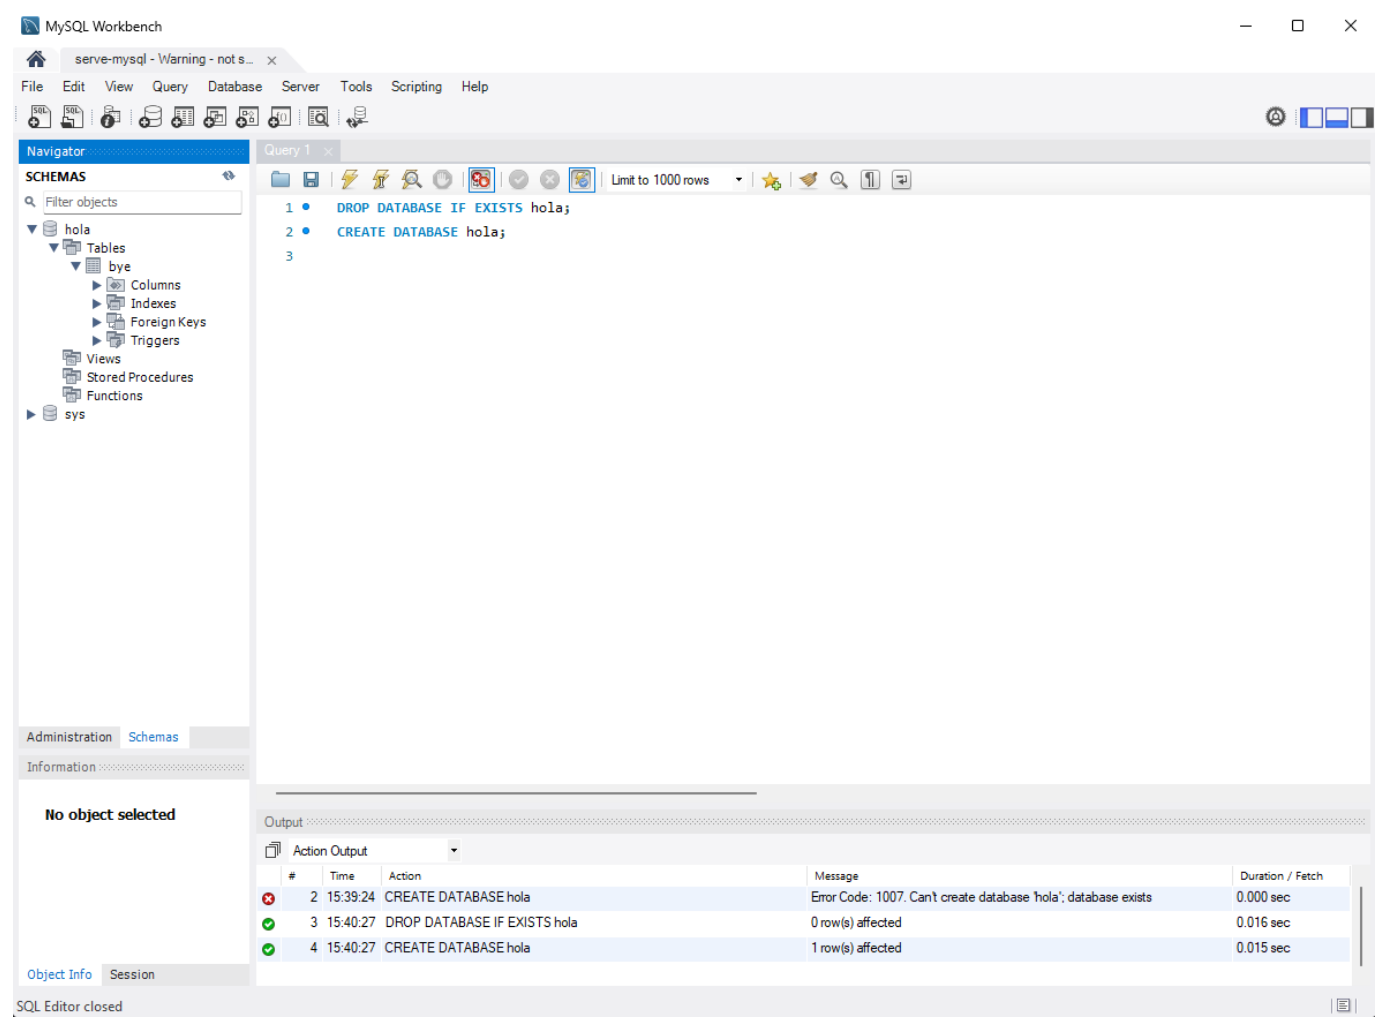 MySQL Workbench
serve-mysql - Warning - not s...
File Edit View Query Database Server Tools Scripting Help
Navigator
SCHEMAS
Filter objects
hola
Tables
bye
Columns
Indexes
Foreign Keys
Triggers
Views
Stored Procedures
Functions
sys
Administration Schemas
Information
No object selected
Object Info Session
Query 1
Limit to 1000 rows
1 DROP DATABASE IF EXISTS hola;
2 CREATE DATABASE hola;
3
Output
Action Output
# Time Action Message Duration / Fetch
2 15:39:24 CREATE DATABASE hola Error Code: 1007. Can't create database 'hola'; database exists 0.000 sec
3 15:40:27 DROP DATABASE IF EXISTS hola 0 row(s) affected 0.016 sec
4 15:40:27 CREATE DATABASE hola 1 row(s) affected 0.015 sec
SQL Editor closed